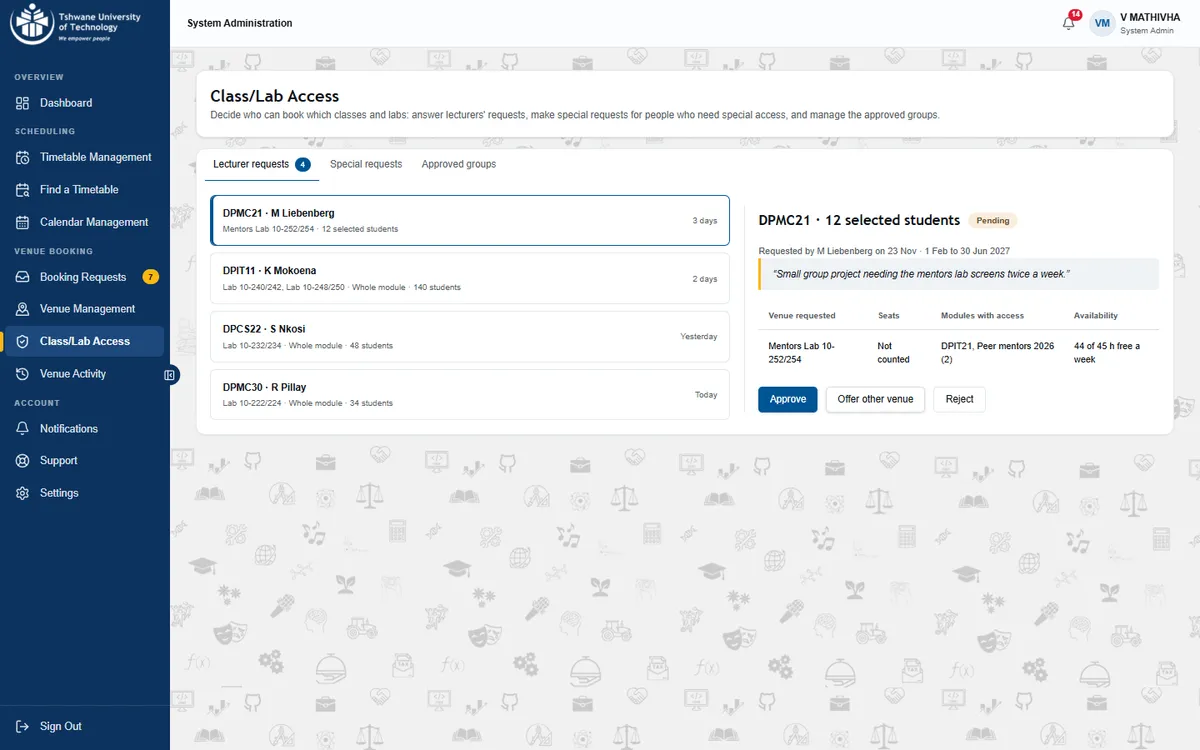 Tshwane University
of Technology
We empower people
System Administration
14
VM
V MATHIVHA
System Admin
OVERVIEW
Dashboard
SCHEDULING
Timetable Management
Find a Timetable
Calendar Management
VENUE BOOKING
Booking Requests 7
Venue Management
Class/Lab Access
Venue Activity
ACCOUNT
Notifications
Support
Settings
Sign Out
Class/Lab Access
Decide who can book which classes and labs: answer lecturers' requests, make special requests for people who need special access, and manage the approved groups.
Lecturer requests 4 Special requests Approved groups
DPMC21 · M Liebenberg
Mentors Lab 10-252/254 · 12 selected students
3 days
DPIT11 · K Mokoena
Lab 10-240/242, Lab 10-248/250 · Whole module · 140 students
2 days
DPCS22 · S Nkosi
Lab 10-232/234 · Whole module · 48 students
Yesterday
DPMC30 · R Pillay
Lab 10-222/224 · Whole module · 34 students
Today
DPMC21 · 12 selected students Pending
Requested by M Liebenberg on 23 Nov · 1 Feb to 30 Jun 2027
"Small group project needing the mentors lab screens twice a week."
Venue requested Seats Modules with access Availability
Mentors Lab 10-252/254 Not counted DPIT21, Peer mentors 2026 (2) 44 of 45 h free a week
Approve Offer other venue Reject